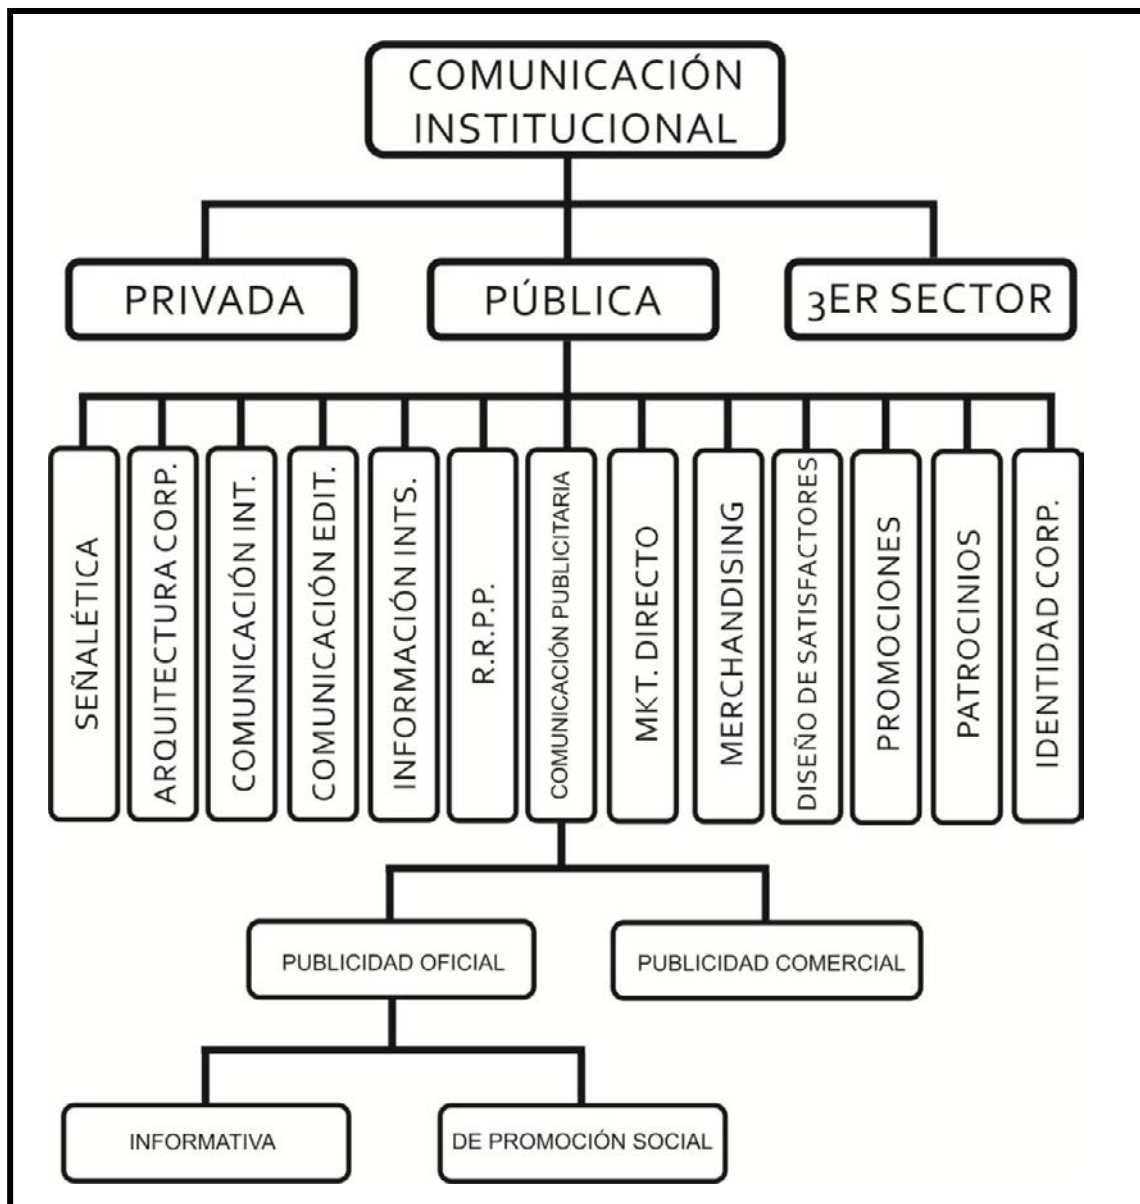 COMUNICACIÓN
INSTITUCIONAL
PRIVADA
PÚBLICA
3ER SECTOR
SEÑALÉTICA
ARQUITECTURA CORP.
COMUNICACIÓN INT.
COMUNICACIÓN EDIT.
INFORMACIÓN INTS.
R.R.P.P.
COMUNICACIÓN PUBLICITARIA
MKT. DIRECTO
MERCHANDISING
DISEÑO DE SATISFACTORES
PROMOCIONES
PATROCINIOS
IDENTIDAD CORP.
PUBLICIDAD OFICIAL
PUBLICIDAD COMERCIAL
INFORMATIVA
DE PROMOCIÓN SOCIAL